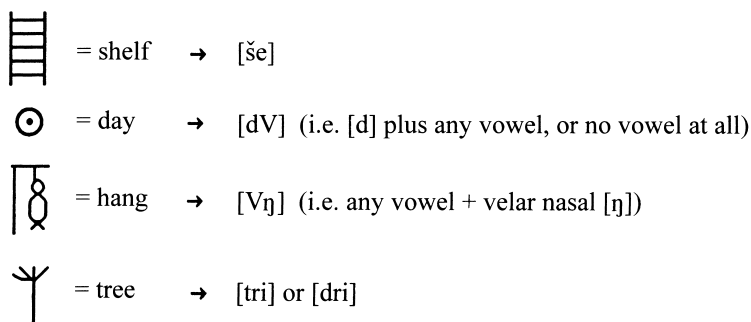 = shelf → [še]
= day → [dV] (i.e. [d] plus any vowel, or no vowel at all)
= hang → [Vŋ] (i.e. any vowel + velar nasal [ŋ])
= tree → [tri] or [dri]